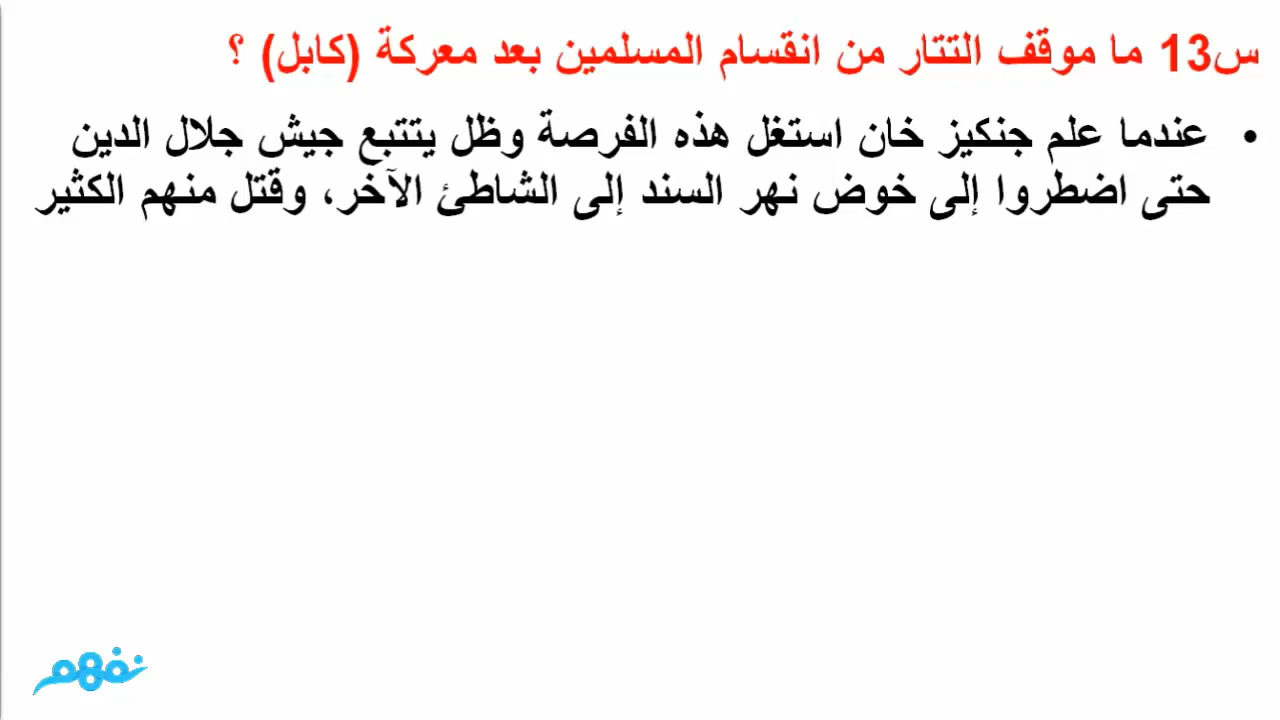 س13 ما موقف التتار من انقسام المسلمين بعد معركة (كابل) ؟
• عندما علم جنكيز خان استغل هذه الفرصة وظل يتتبع جيش جلال الدين
حتى اضطروا إلى خوض نهر السند إلى الشاطئ الآخر، وقتل منهم الكثير
نفهم